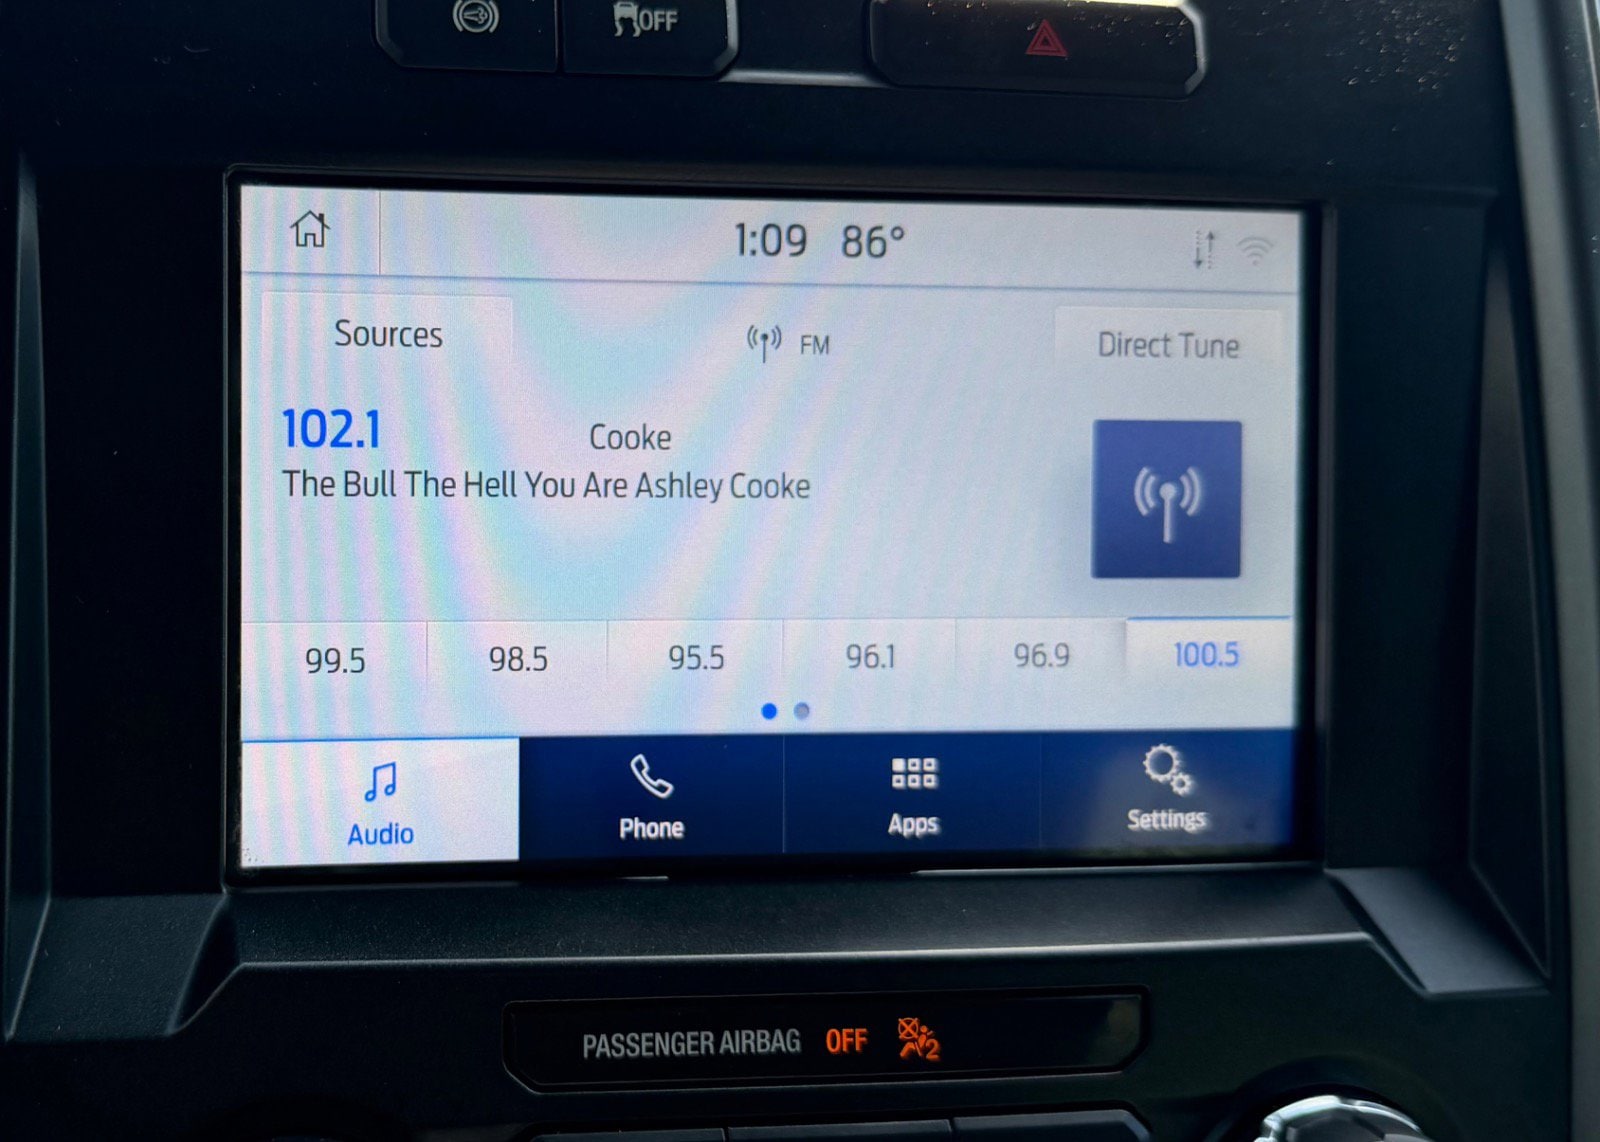 OFF
1:09 86°
Sources
FM
Direct Tune
102.1
Cooke
The Bull The Hell You Are Ashley Cooke
99.5 98.5 95.5 96.1 96.9 100.5
Audio
Phone
Apps
Settings
PASSENGER AIRBAG OFF 2